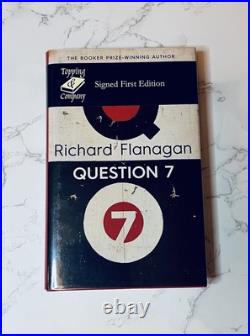 THE BOOKER PRIZE-WINNING AUTHOR
Topping
&
Company
Signed First Edition
Q
Richard Flanagan
QUESTION 7
7